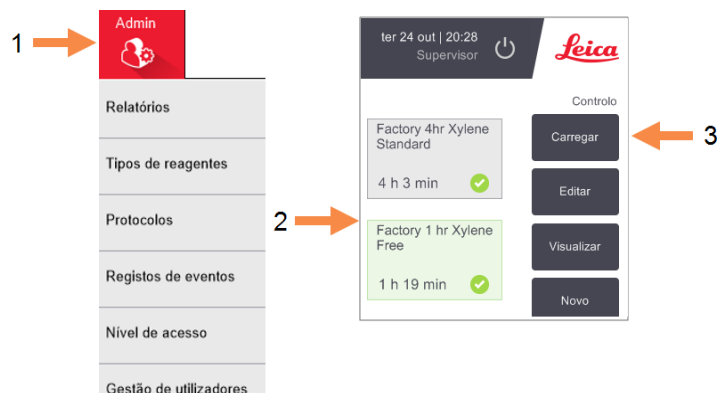 Admin
1
Relatórios
Tipos de reagentes
Protocolos
Registos de eventos
Nível de acesso
Gestão de utilizadores
2
ter 24 out | 20:28
Supervisor
Leica
Controlo
Factory 4hr Xylene
Standard
4 h 3 min
Factory 1 hr Xylene
Free
1 h 19 min
Carregar
3
Editar
Visualizar
Novo